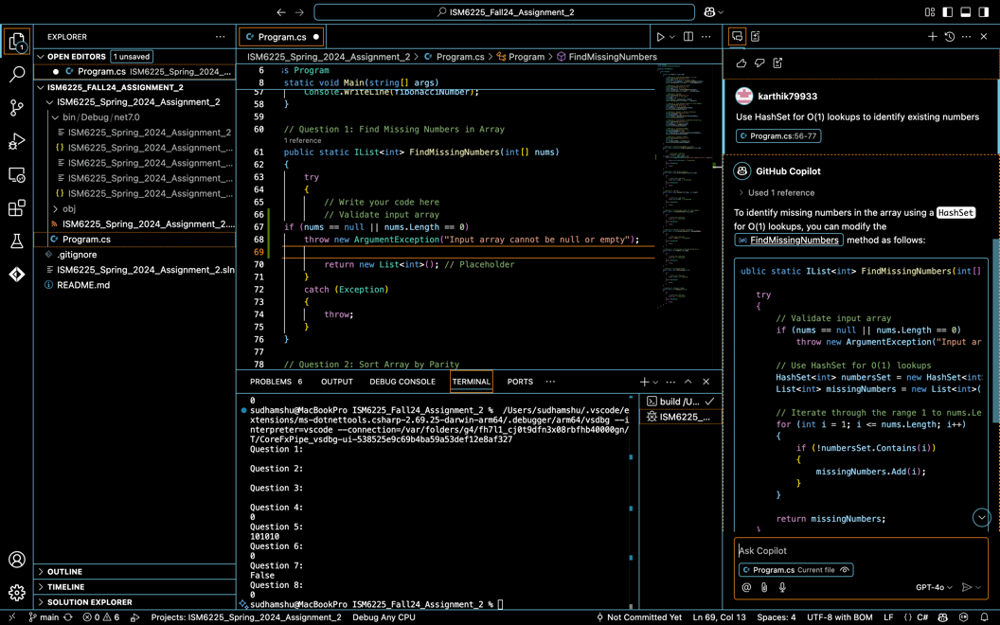 ISM6225_Fall24_Assignment_2
EXPLORER
OPEN EDITORS 1 unsaved
Program.cs ISM6225_Spring_2024_...
ISM6225_SPRING_2024_ASSIGNMENT_2
ISM6225_Spring_2024_Assignment_2
bin/Debug/net7.0
ISM6225_Spring_2024_Assignment_2
{} ISM6225_Spring_2024_Assignment_...
ISM6225_Spring_2024_Assignment_...
ISM6225_Spring_2024_Assignment_...
{} ISM6225_Spring_2024_Assignment_...
obj
ISM6225_Spring_2024_Assignment_2....
Program.cs
.gitignore
ISM6225_Spring_2024_Assignment_2.sln
README.md
OUTLINE
TIMELINE
SOLUTION EXPLORER
Program.cs
ISM6225_Spring_2024_Assignment_2 > Program.cs > Program > FindMissingNumbers
6 ss Program
8 static void Main(string[] args)
57 Console.WriteLine(fibonacciNumber);
58 }
59
60 // Question 1: Find Missing Numbers in Array
1 reference
61 public static IList<int> FindMissingNumbers(int[] nums)
62 {
63 try
64 {
65 // Write your code here
66 // Validate input array
67 if (nums == null || nums.Length == 0)
68 throw new ArgumentException("Input array cannot be null or empty");
69
70 return new List<int>(); // Placeholder
71 }
72 catch (Exception)
73 {
74 throw;
75 }
76 }
77
78 // Question 2: Sort Array by Parity
PROBLEMS 6 OUTPUT DEBUG CONSOLE TERMINAL PORTS ...
0
sudhamshu@MacBookPro ISM6225_Fall24_Assignment_2 % /Users/sudhamshu/.vscode/e
xtensions/ms-dotnettools.csharp-2.69.25-darwin-arm64/.debugger/arm64/vsdbg --i
nterpreter=vscode --connection=/var/folders/g4/fh7l1_cj0t9dfn3x08rbfhb40000gn/
T/CoreFxPipe_vsdbg-ui-538525e9c69b4ba59a53def12e8af327
Question 1:
Question 2:
Question 3:
Question 4:
0
Question 5:
101010
Question 6:
0
Question 7:
False
Question 8:
0
sudhamshu@MacBookPro ISM6225_Fall24_Assignment_2 %
build /U...
ISM6225_...
karthik79933
Use HashSet for O(1) lookups to identify existing numbers
Program.cs:56-77
GitHub Copilot
Used 1 reference
To identify missing numbers in the array using a HashSet
for O(1) lookups, you can modify the
FindMissingNumbers method as follows:
ublic static IList<int> FindMissingNumbers(int[]
try
{
// Validate input array
if (nums == null || nums.Length == 0)
throw new ArgumentException("Input ar
// Use HashSet for O(1) lookups
HashSet<int> numbersSet = new HashSet<int
List<int> missingNumbers = new List<int>(
// Iterate through the range 1 to nums.Le
for (int i = 1; i <= nums.Length; i++)
{
if (!numbersSet.Contains(i))
{
missingNumbers.Add(i);
}
}
return missingNumbers;
}
Ask Copilot
Program.cs Current file
GPT-4o
main 0 6 Projects: ISM6225_Spring_2024_Assignment_2 Debug Any CPU Not Committed Yet Ln 69, Col 13 Spaces: 4 UTF-8 with BOM LF {} C#